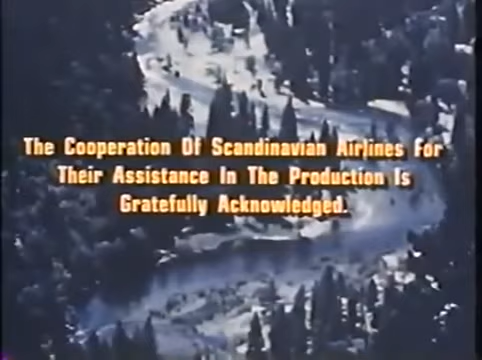 The Cooperation Of Scandinavian Airlines For
Their Assistance In The Production Is
Gratefully Acknowledged.